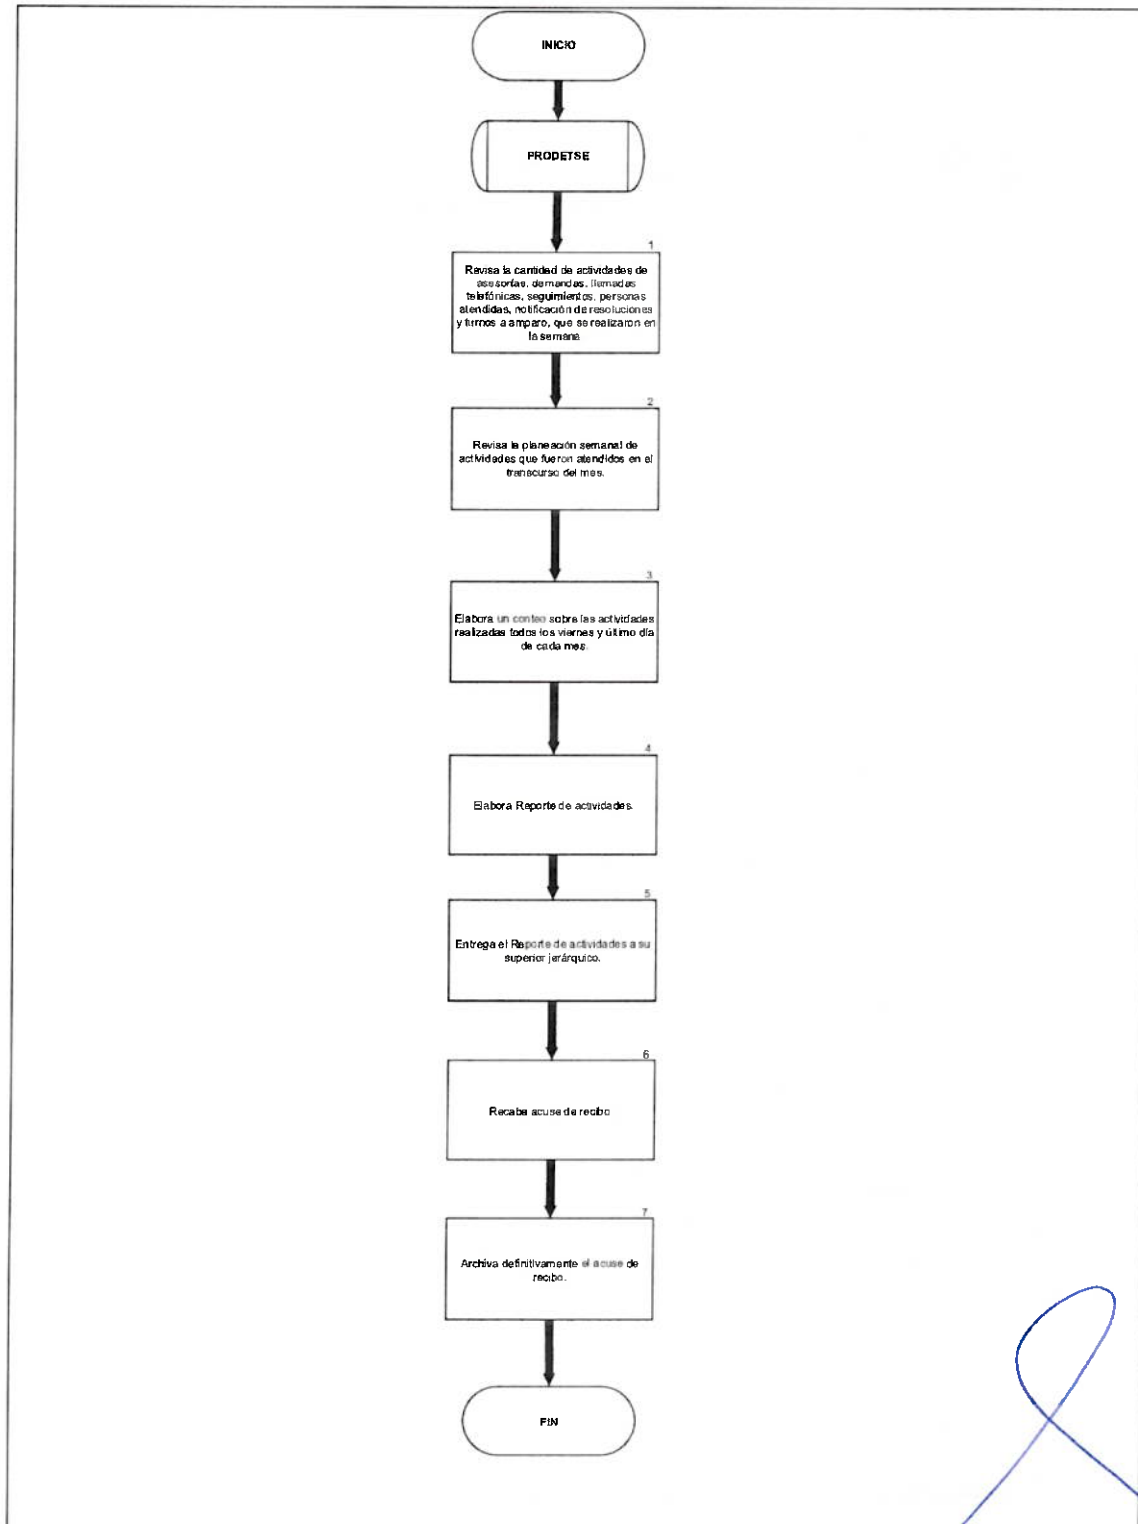 INICIO
PRODETSE
1
Revisa la cantidad de actividades de
asesorías, demandas, llamadas
telefónicas, seguimientos, personas
atendidas, notificación de resoluciones
y turnos a amparo, que se realizaron en
la semana
2
Revisa la planeación semanal de
actividades que fueron atendidos en el
transcurso del mes.
3
Elabora un conteo sobre las actividades
realizadas todos los viernes y último día
de cada mes.
4
Elabora Reporte de actividades.
5
Entrega el Reporte de actividades a su
superior jerárquico.
6
Recaba acuse de recibo
7
Archiva definitivamente el acuse de
recibo.
FIN